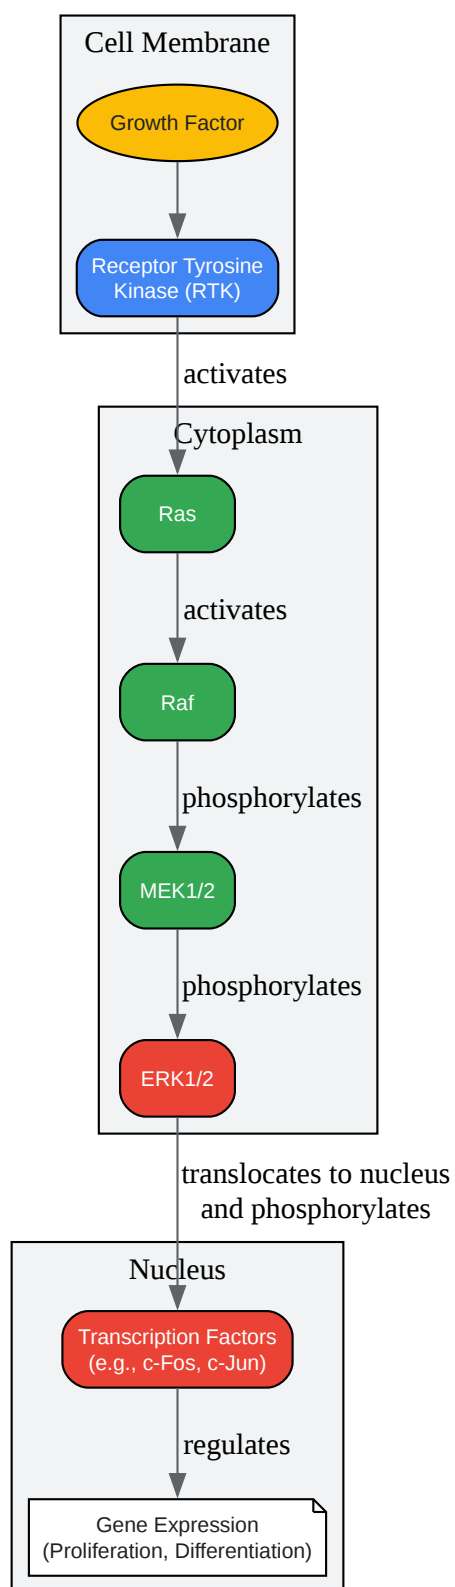 Cell Membrane
Growth Factor
Receptor Tyrosine
Kinase (RTK)
activates
Cytoplasm
Ras
activates
Raf
phosphorylates
MEK1/2
phosphorylates
ERK1/2
translocates to nucleus
and phosphorylates
Nucleus
Transcription Factors
(e.g., c-Fos, c-Jun)
regulates
Gene Expression
(Proliferation, Differentiation)